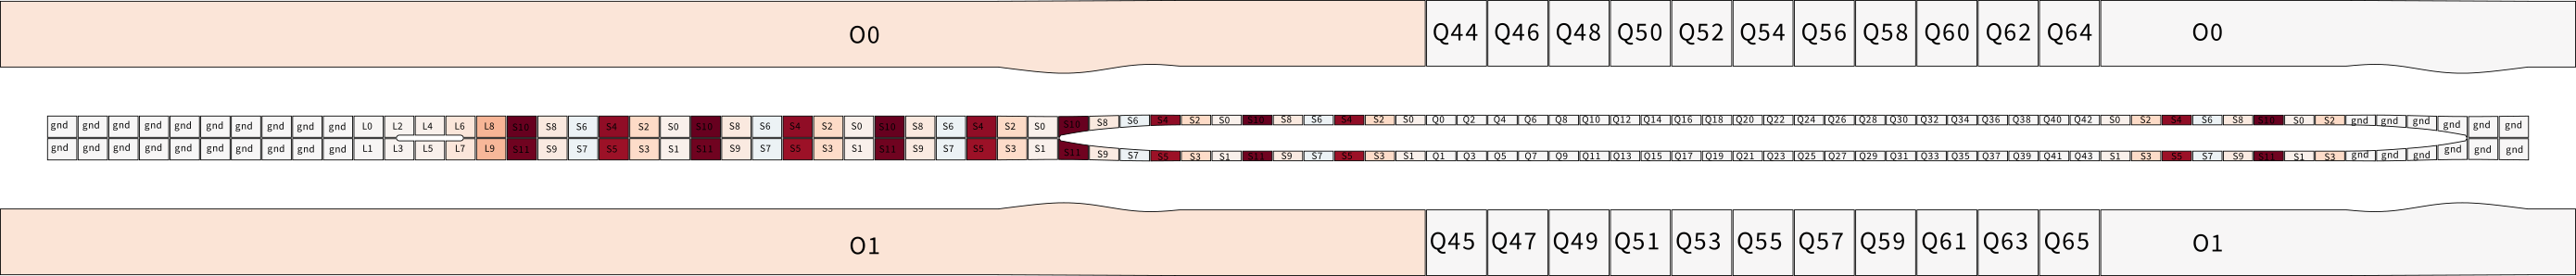 O0 Q44 Q46 Q48 Q50 Q52 Q54 Q56 Q58 Q60 Q62 Q64 O0
gnd gnd gnd gnd gnd gnd gnd gnd gnd gnd L0 L2 L4 L6 L8 S10 S8 S6 S4 S2 S0 S10 S8 S6 S4 S2 S0 S10 S8 S6 S4 S2 S0 S10 S8 S6 S4 S2 S0 S10 S8 S6 S4 S2 S0 Q0 Q2 Q4 Q6 Q8 Q10 Q12 Q14 Q16 Q18 Q20 Q22 Q24 Q26 Q28 Q30 Q32 Q34 Q36 Q38 Q40 Q42 S0 S2 S4 S6 S8 S10 S0 S2 gnd gnd gnd gnd gnd gnd
gnd gnd gnd gnd gnd gnd gnd gnd gnd gnd L1 L3 L5 L7 L9 S11 S9 S7 S5 S3 S1 S11 S9 S7 S5 S3 S1 S11 S9 S7 S5 S3 S1 S11 S9 S7 S5 S3 S1 S11 S9 S7 S5 S3 S1 Q1 Q3 Q5 Q7 Q9 Q11 Q13 Q15 Q17 Q19 Q21 Q23 Q25 Q27 Q29 Q31 Q33 Q35 Q37 Q39 Q41 Q43 S1 S3 S5 S7 S9 S11 S1 S3 gnd gnd gnd gnd gnd gnd
O1 Q45 Q47 Q49 Q51 Q53 Q55 Q57 Q59 Q61 Q63 Q65 O1